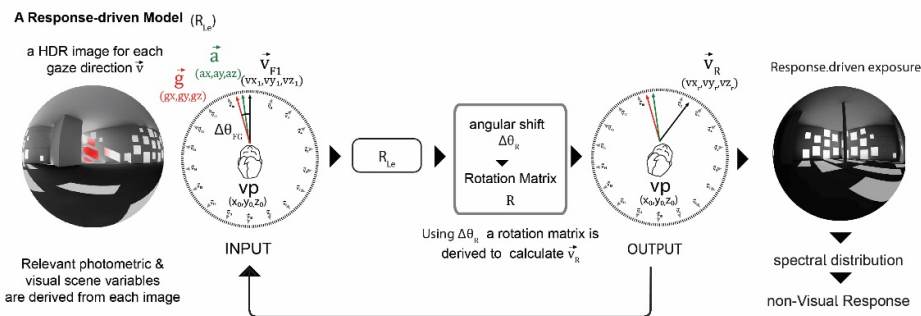 A Response-driven Model (R_Le)
a HDR image for each
gaze direction v⃗
g⃗
(gx,gy,gz)
a⃗
(ax,ay,az)
v⃗_F1
(vx₁,vy₁,vz₁)
Δθ_FG
vp
(x₀,y₀,z₀)
INPUT
Relevant photometric &
visual scene variables
are derived from each image
R_Le
angular shift
Δθ_R
Rotation Matrix
R
Using Δθ_R a rotation matrix is
derived to calculate v⃗_R
v⃗_R
(vx_r,vy_r,vz_r)
vp
(x₀,y₀,z₀)
OUTPUT
Response.driven exposure
spectral distribution
non-Visual Response